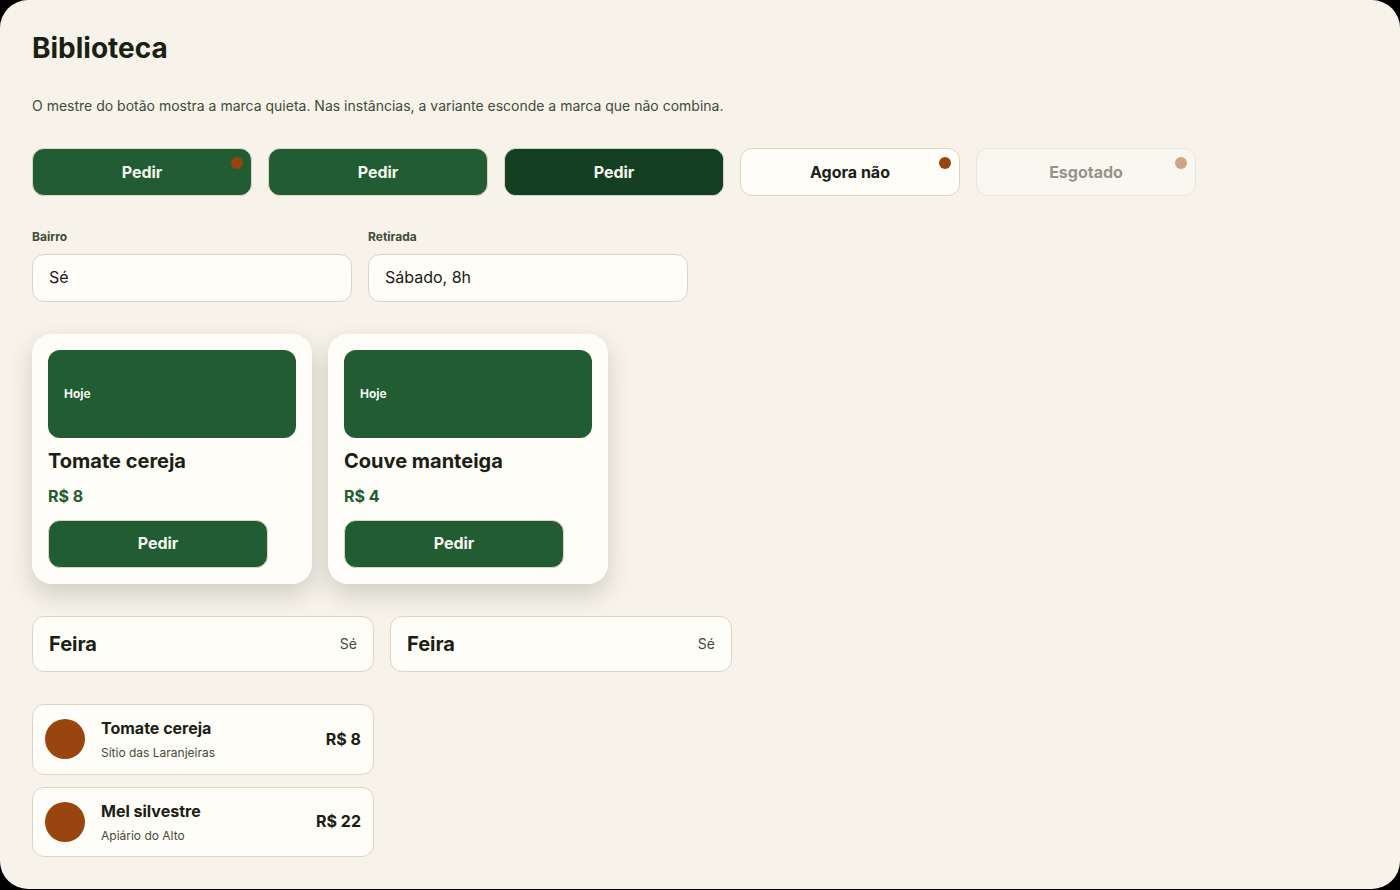 Biblioteca
O mestre do botão mostra a marca quieta. Nas instâncias, a variante esconde a marca que não combina.
Pedir
Pedir
Pedir
Agora não
Esgotado
Bairro
Retirada
Sé
Sábado, 8h
Hoje
Tomate cereja
R$ 8
Pedir
Hoje
Couve manteiga
R$ 4
Pedir
Feira
Sé
Feira
Sé
Tomate cereja
Sítio das Laranjeiras
R$ 8
Mel silvestre
Apiário do Alto
R$ 22